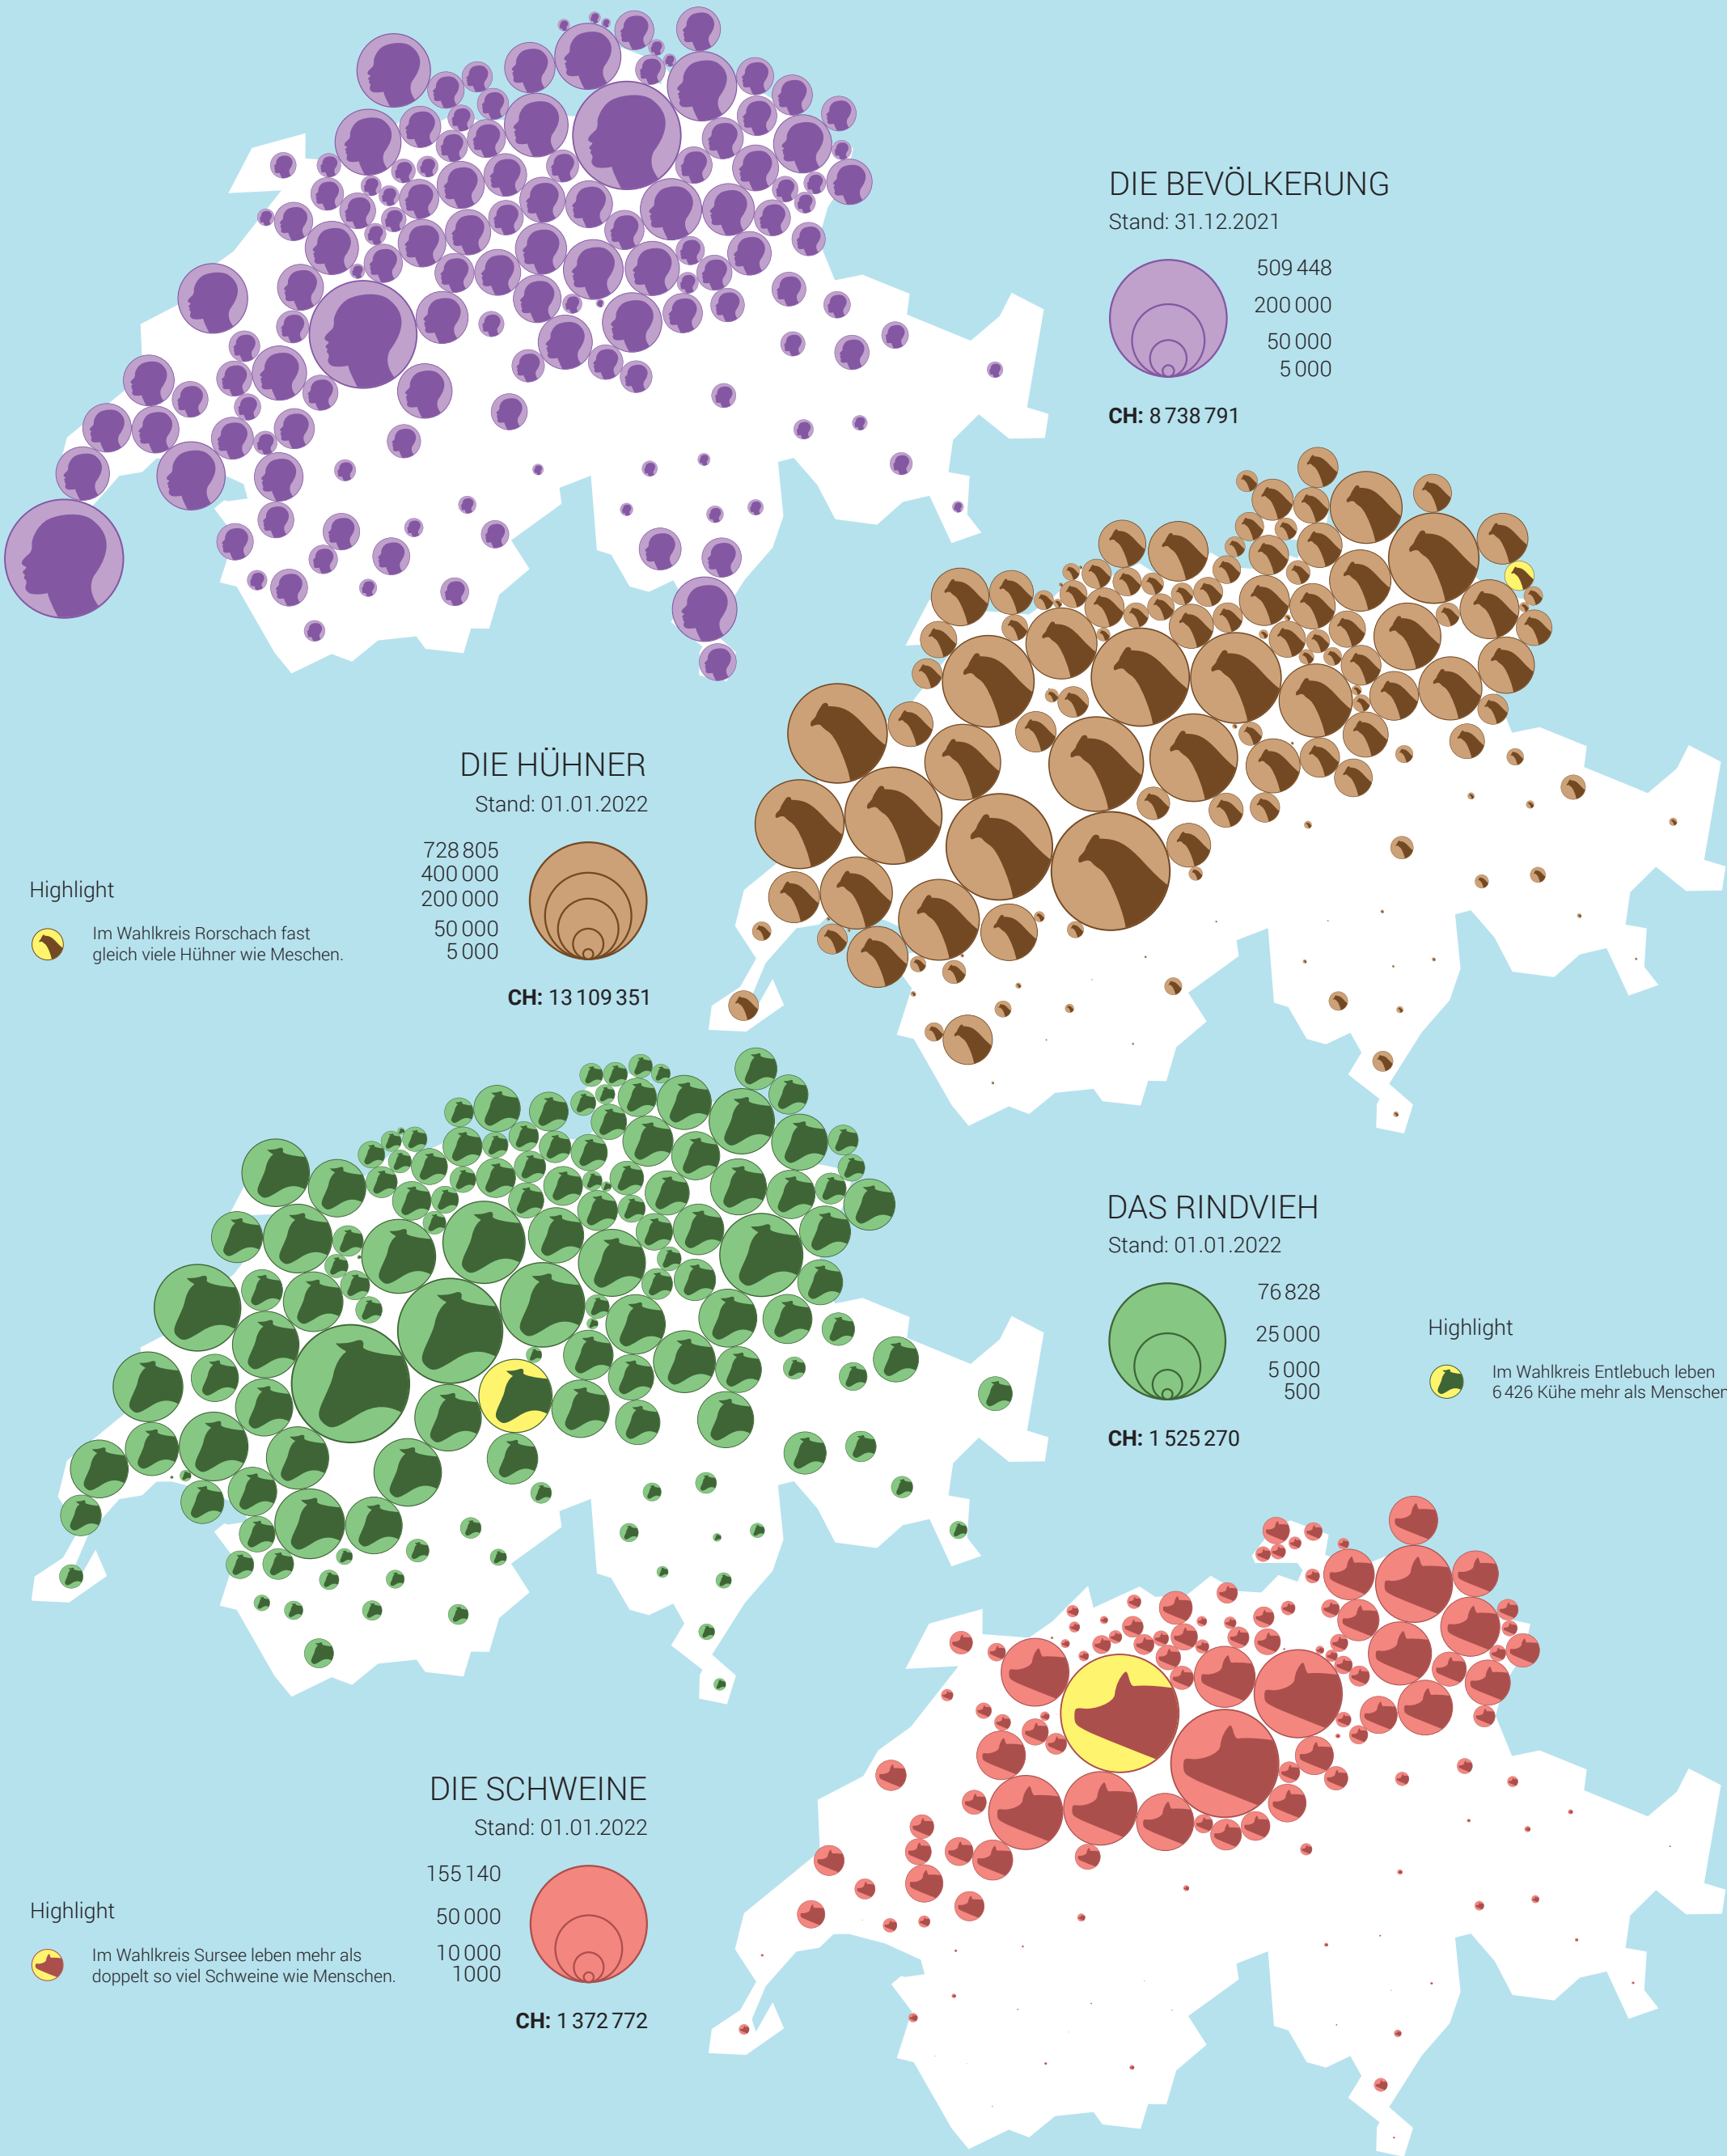 DIE BEVÖLKERUNG
Stand: 31.12.2021
509 448
200 000
50 000
5 000
CH: 8 738 791
DIE HÜHNER
Stand: 01.01.2022
728 805
400 000
200 000
50 000
5 000
CH: 13 109 351
Highlight
Im Wahlkreis Rorschach fast
gleich viele Hühner wie Meschen.
DAS RINDVIEH
Stand: 01.01.2022
76 828
25 000
5 000
500
CH: 1 525 270
Highlight
Im Wahlkreis Entlebuch leben
6 426 Kühe mehr als Menschen
DIE SCHWEINE
Stand: 01.01.2022
155 140
50 000
10 000
1000
CH: 1 372 772
Highlight
Im Wahlkreis Sursee leben mehr als
doppelt so viel Schweine wie Menschen.